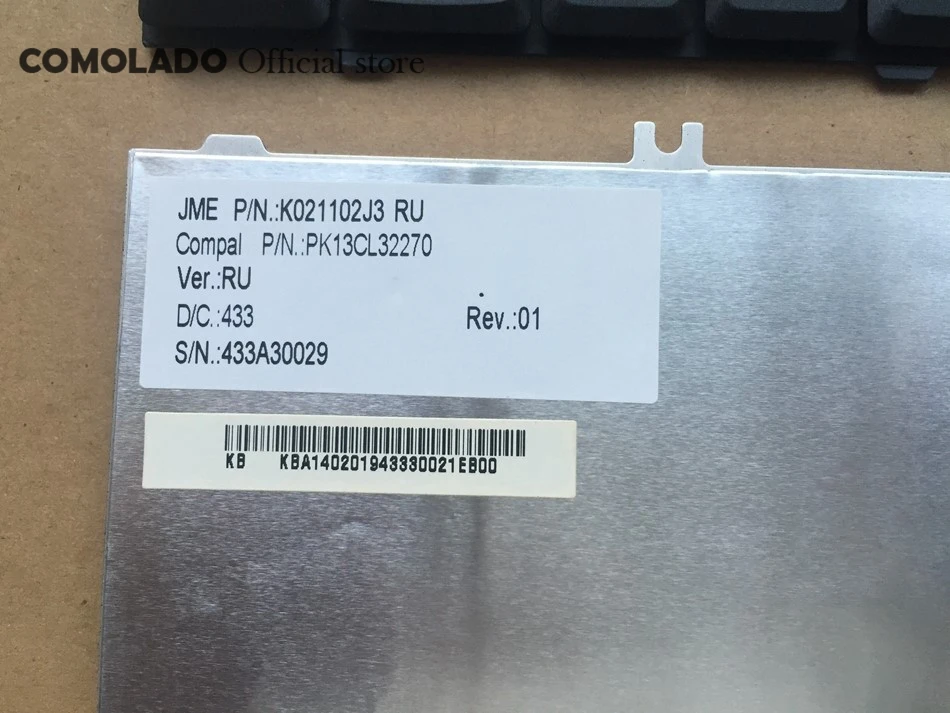 COMOLADO Official store
JME P/N.:K021102J3 RU
Compal P/N.:PK13CL32270
Ver.:RU
D/C.:433 Rev.:01
S/N.:433A30029
KB KBA140201943330021EB00